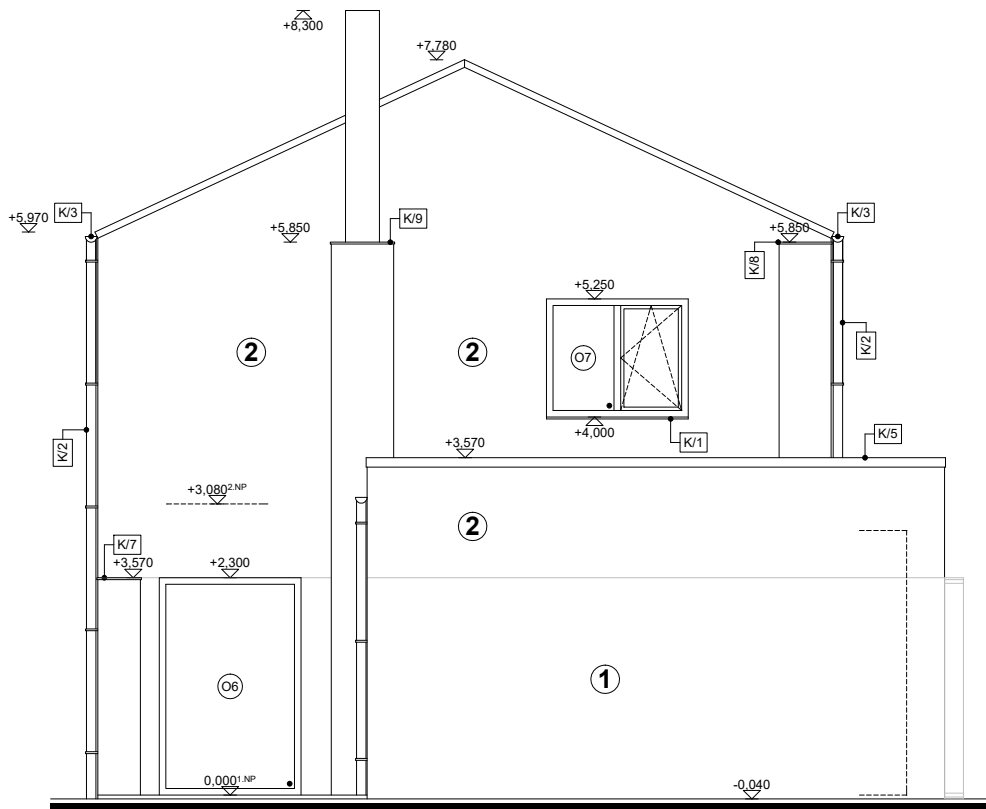 +8,300
+7,780
+5,970
K/3
+5,850
K/9
K/3
+5,850
K/8
+5,250
2
2
O7
K/2
+4,000
K/1
K/2
+3,570
K/5
+3,080 2.NP
2
K/7
+3,570
+2,300
O6
1
0,000 1.NP
-0,040